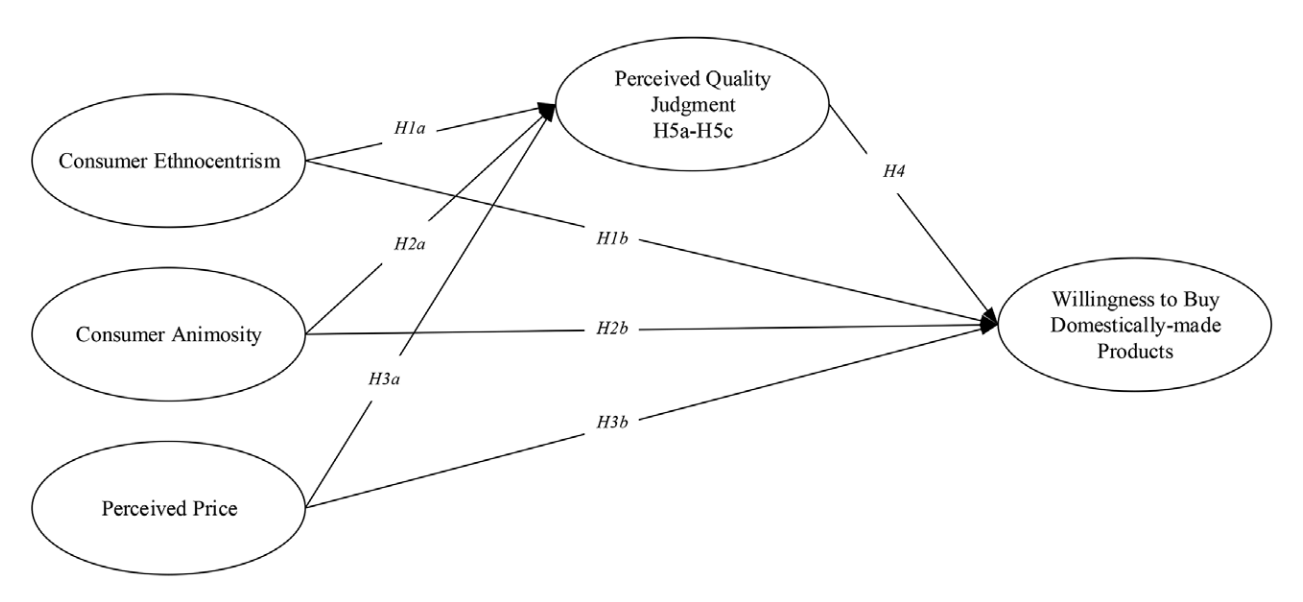 Perceived Quality
Judgment
H5a-H5c
H1a
Consumer Ethnocentrism
H4
H1b
H2a
Willingness to Buy
Domestically-made
Products
Consumer Animosity
H2b
H3a
H3b
Perceived Price